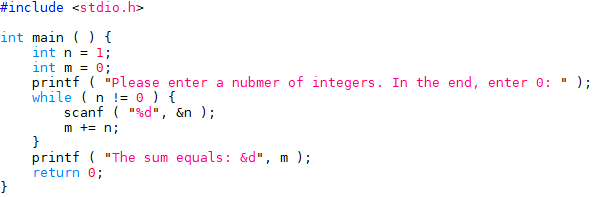 #include <stdio.h>
int main ( ) {
    int n = 1;
    int m = 0;
    printf ( "Please enter a nubmer of integers. In the end, enter 0: " );
    while ( n != 0 ) {
        scanf ( "%d", &n );
        m += n;
    }
    printf ( "The sum equals: &d", m );
    return 0;
}